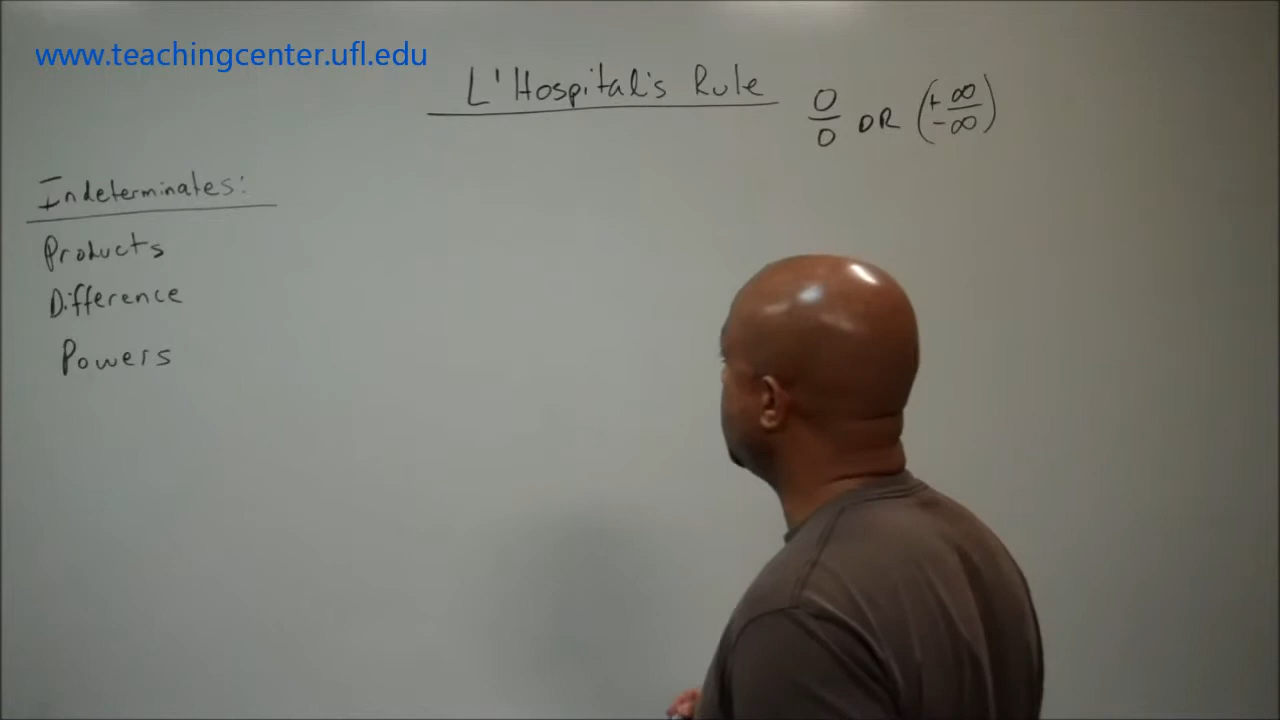 www.teachingcenter.ufl.edu
L'Hospital's Rule 0/0 OR (+ ∞/- ∞)
Indeterminates:
Products
Difference
Powers